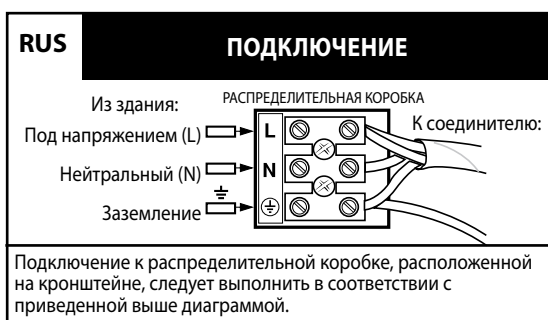 RUS
ПОДКЛЮЧЕНИЕ
РАСПРЕДЕЛИТЕЛЬНАЯ КОРОБКА
Из здания:
К соединителю:
Под напряжением (L)
L
Нейтральный (N)
N
Заземление
Подключение к распределительной коробке, расположенной
на кронштейне, следует выполнить в соответствии с
приведенной выше диаграммой.